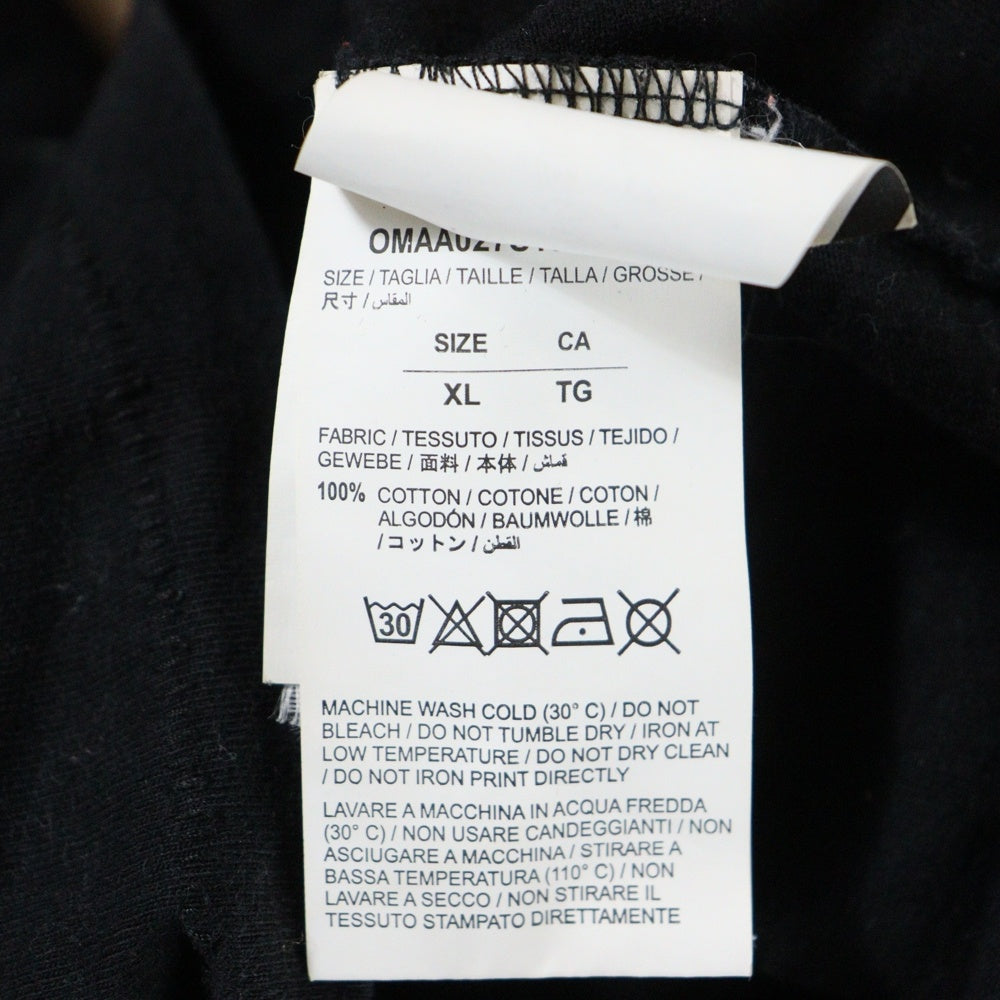 SIZE / TAGLIA / TAILLE / TALLA / GROSSE /
尺寸 / المقاس
SIZE CA
XL TG
FABRIC / TESSUTO / TISSUS / TEJIDO /
GEWEBE / 面料 / 本体 / قماش
100% COTTON / COTONE / COTON /
ALGODÓN / BAUMWOLLE / 棉
/ コットン / القطن
30
MACHINE WASH COLD (30° C) / DO NOT
BLEACH / DO NOT TUMBLE DRY / IRON AT
LOW TEMPERATURE / DO NOT DRY CLEAN
/ DO NOT IRON PRINT DIRECTLY
LAVARE A MACCHINA IN ACQUA FREDDA
(30° C) / NON USARE CANDEGGIANTI / NON
ASCIUGARE A MACCHINA / STIRARE A
BASSA TEMPERATURA (110° C) / NON
LAVARE A SECCO / NON STIRARE IL
TESSUTO STAMPATO DIRETTAMENTE